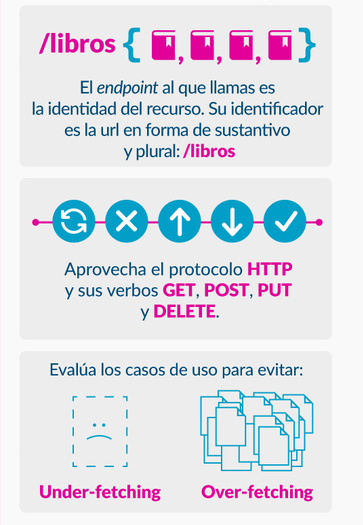 /libros { , , , }
El endpoint al que llamas es
la identidad del recurso. Su identificador
es la url en forma de sustantivo
y plural: /libros
Aprovecha el protocolo HTTP
y sus verbos GET, POST, PUT
y DELETE.
Evalúa los casos de uso para evitar:
Under-fetching Over-fetching